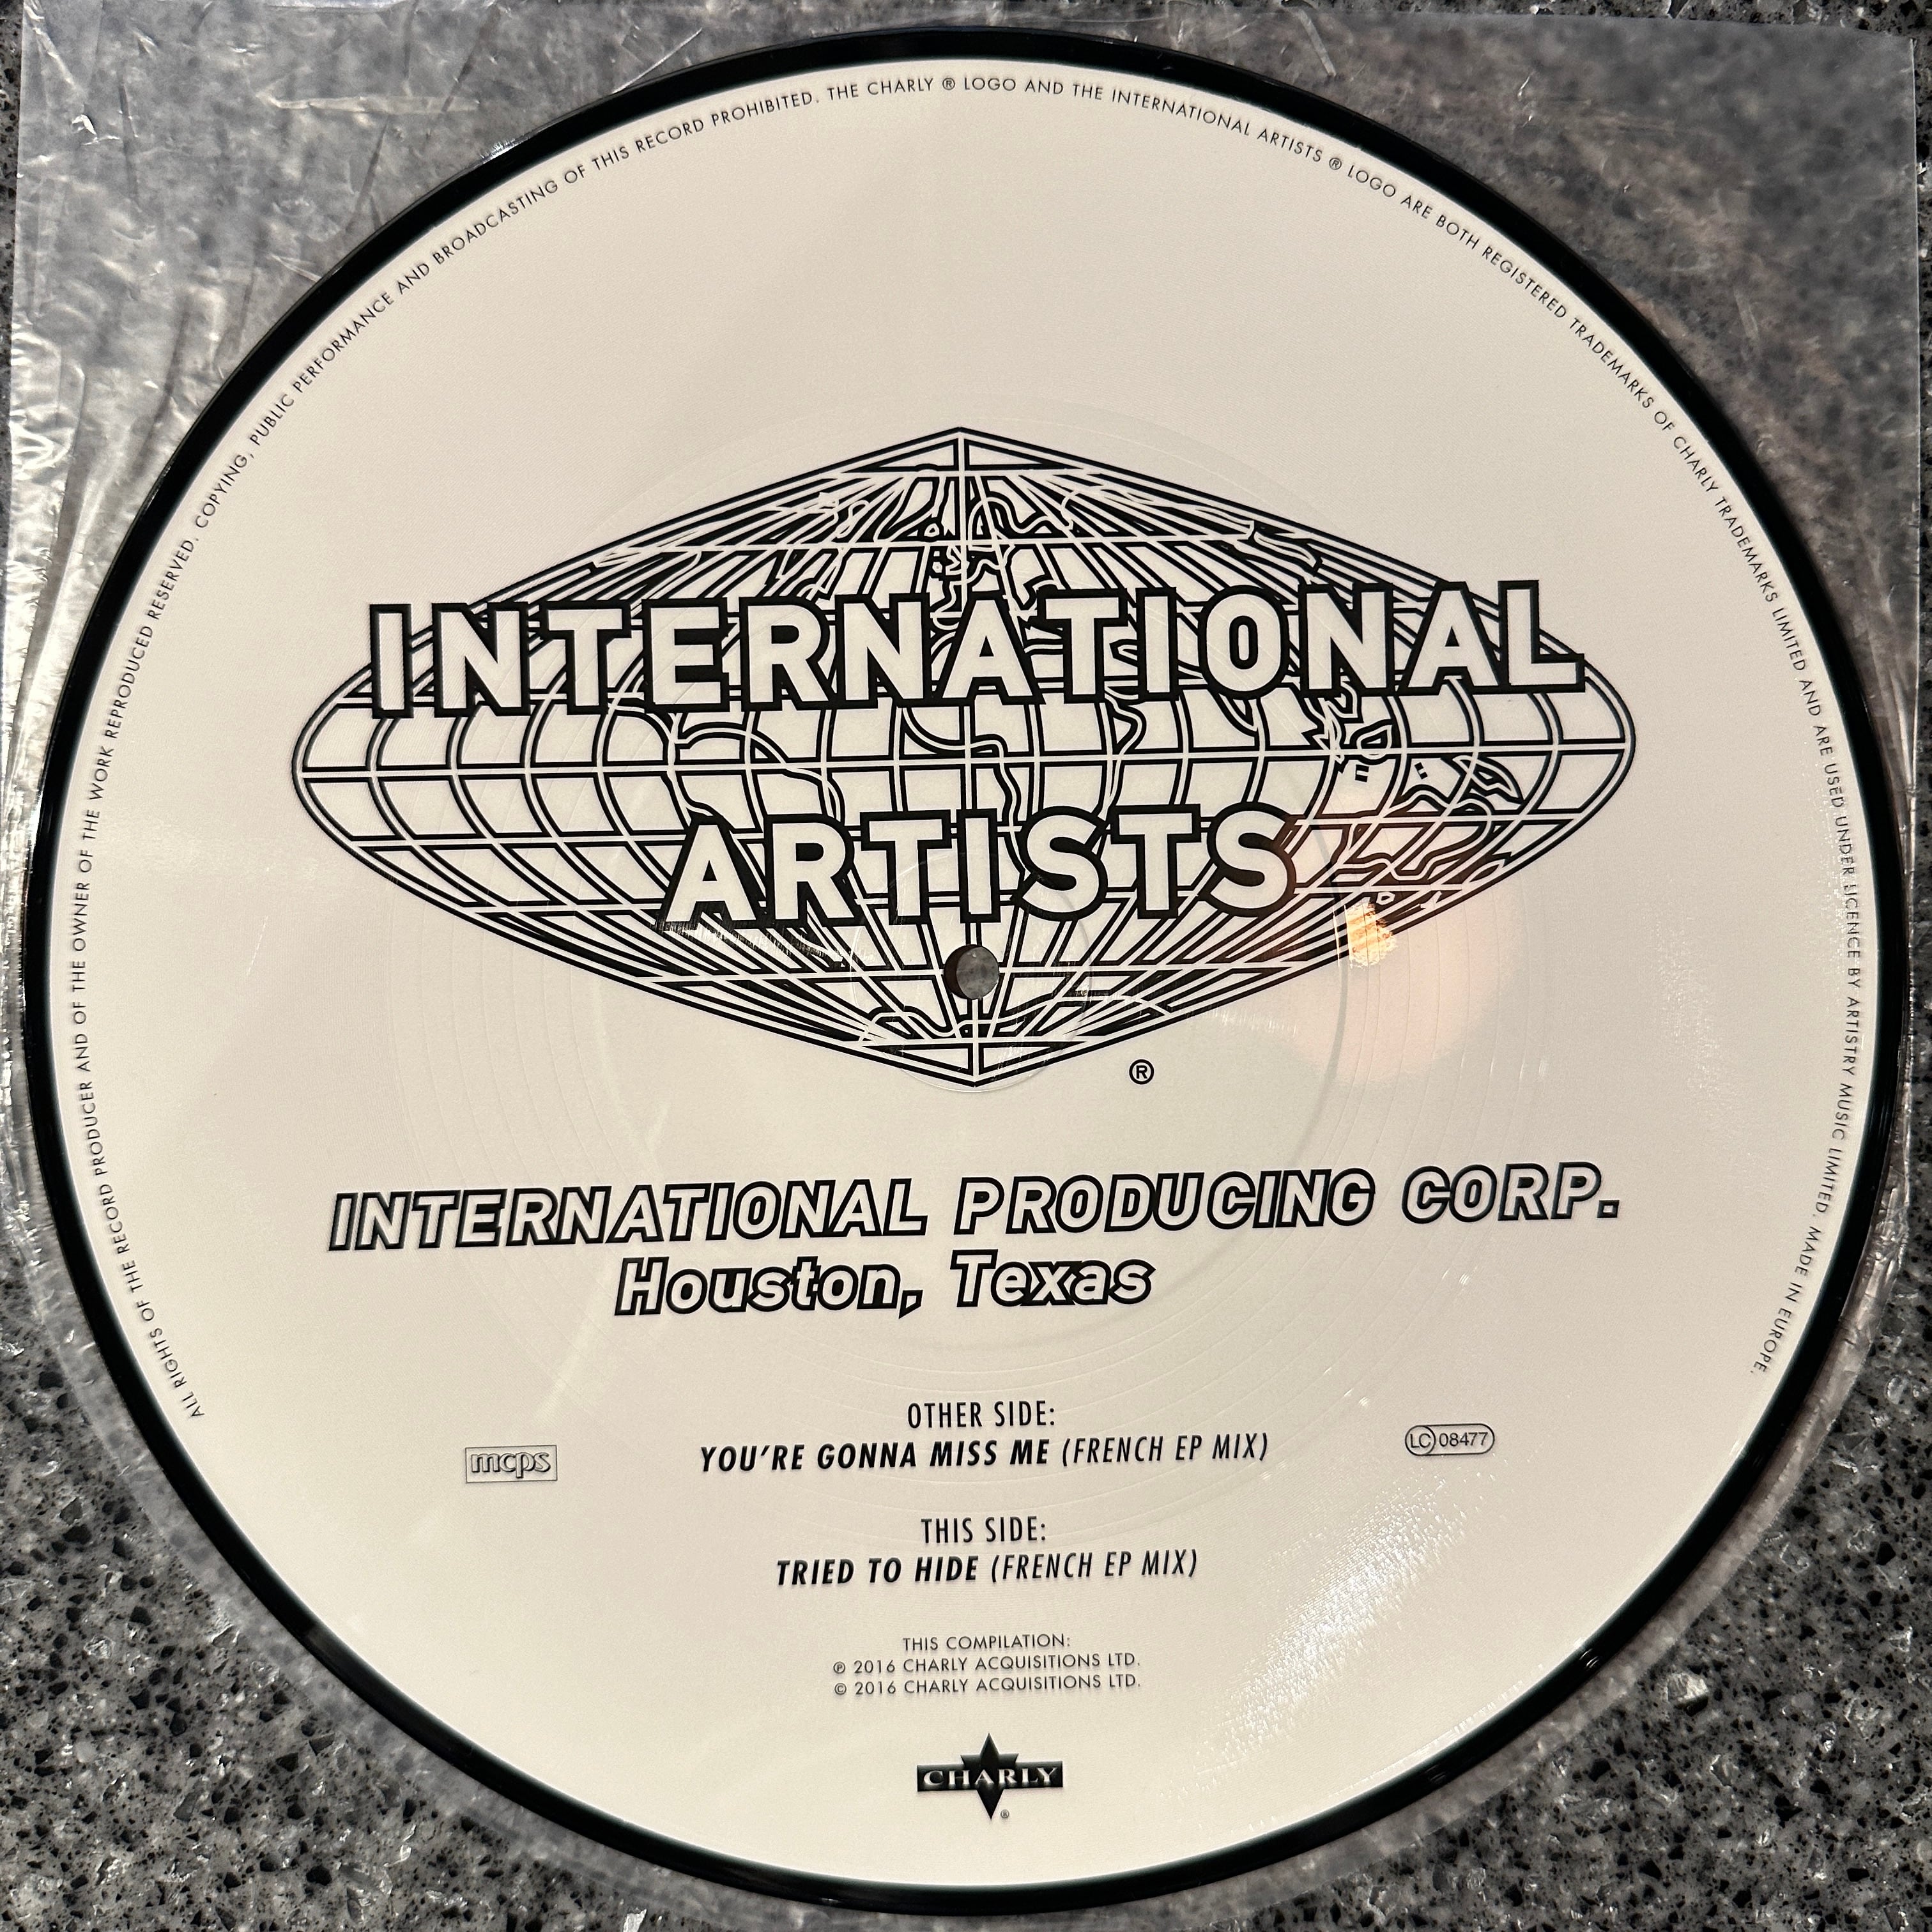 ALL RIGHTS OF THE RECORD PRODUCER AND OF THE OWNER OF THE WORK REPRODUCED RESERVED. COPYING, PUBLIC PERFORMANCE AND BROADCASTING OF THIS RECORD PROHIBITED. THE CHARLY ® LOGO AND THE INTERNATIONAL ARTISTS ® LOGO ARE BOTH REGISTERED TRADEMARKS OF CHARLY TRADEMARKS LIMITED AND ARE USED UNDER LICENCE BY ARTISTRY MUSIC LIMITED. MADE IN EUROPE.
INTERNATIONAL
ARTISTS
®
INTERNATIONAL PRODUCING CORP.
Houston, Texas
OTHER SIDE:
YOU'RE GONNA MISS ME (FRENCH EP MIX)
mcps
LC 08477
THIS SIDE:
TRIED TO HIDE (FRENCH EP MIX)
THIS COMPILATION:
℗ 2016 CHARLY ACQUISITIONS LTD.
© 2016 CHARLY ACQUISITIONS LTD.
CHARLY
®